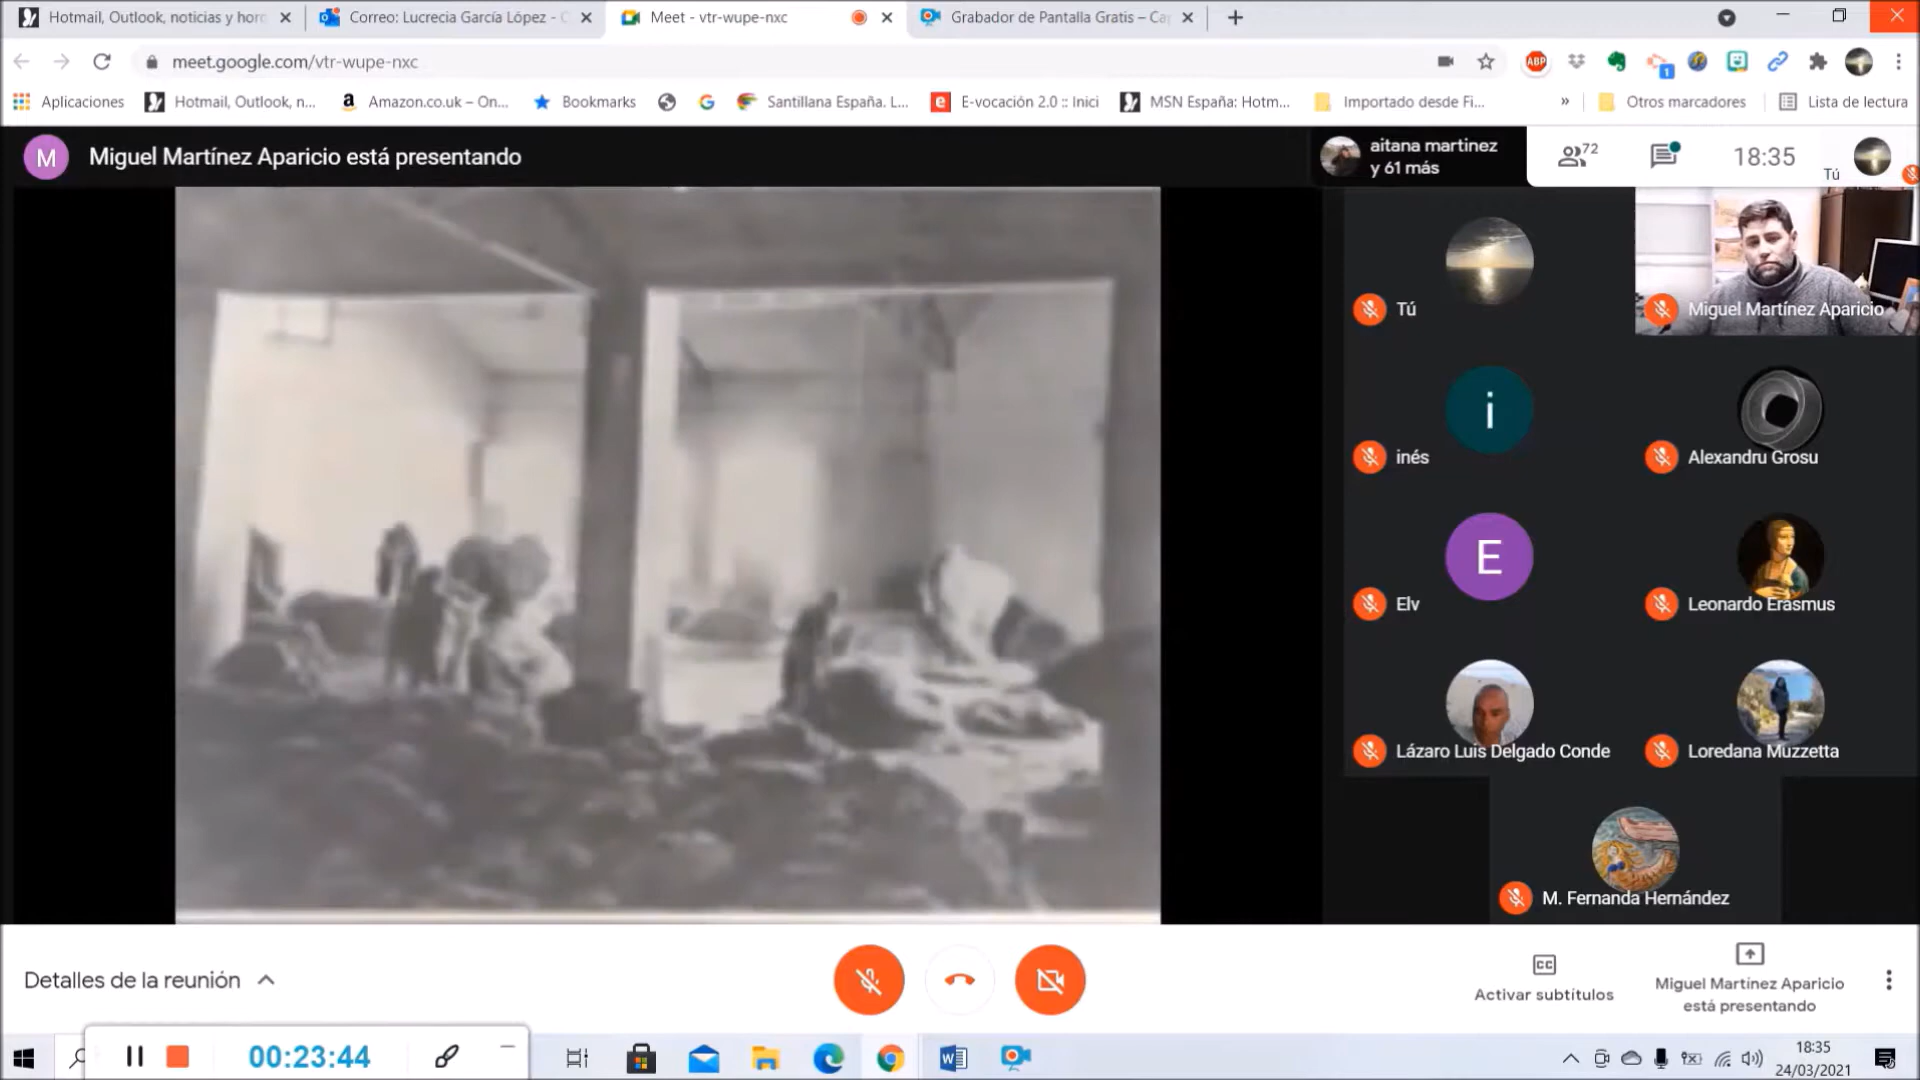 Hotmail, Outlook, noticias y horó
Correo: Lucrecia García López - O
Meet - vtr-wupe-nxc
Grabador de Pantalla Gratis – Cap
meet.google.com/vtr-wupe-nxc
ABP
1
Aplicaciones
Hotmail, Outlook, n...
Amazon.co.uk – On...
Bookmarks
Santillana España. L...
E-vocación 2.0 :: Inici
MSN España: Hotm...
Importado desde Fi...
»
Otros marcadores
Lista de lectura
M
Miguel Martínez Aparicio está presentando
aitana martinez
y 61 más
72
18:35
Tú
Tú
Miguel Martínez Aparicio
i
inés
Alexandru Grosu
E
Elv
Leonardo Erasmus
Lázaro Luis Delgado Conde
Loredana Muzzetta
M. Fernanda Hernández
Detalles de la reunión
CC
Activar subtítulos
Miguel Martínez Aparicio
está presentando
00:23:44
18:35
24/03/2021